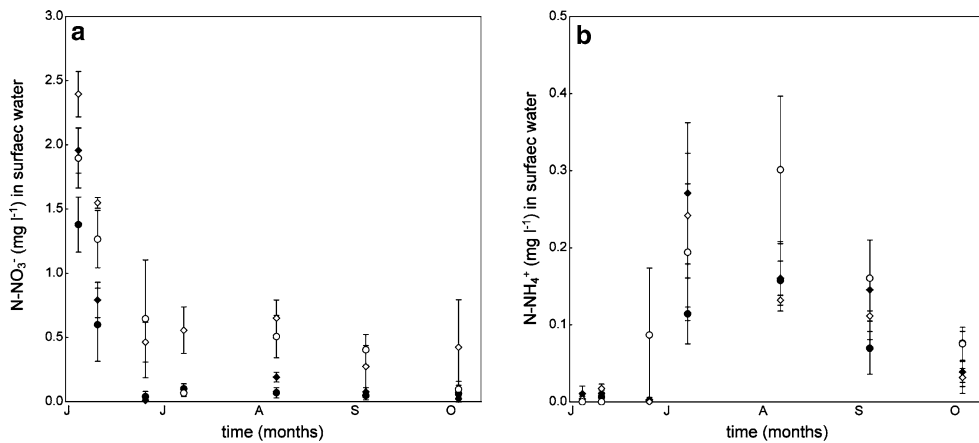 a
3.0
2.5
2.0
1.5
1.0
0.5
0.0
N-NO₃⁻ (mg l⁻¹) in surfaec water
J J A S O
time (months)
b
0.5
0.4
0.3
0.2
0.1
0.0
N-NH₄⁺ (mg l⁻¹) in surfaec water
J J A S O
time (months)